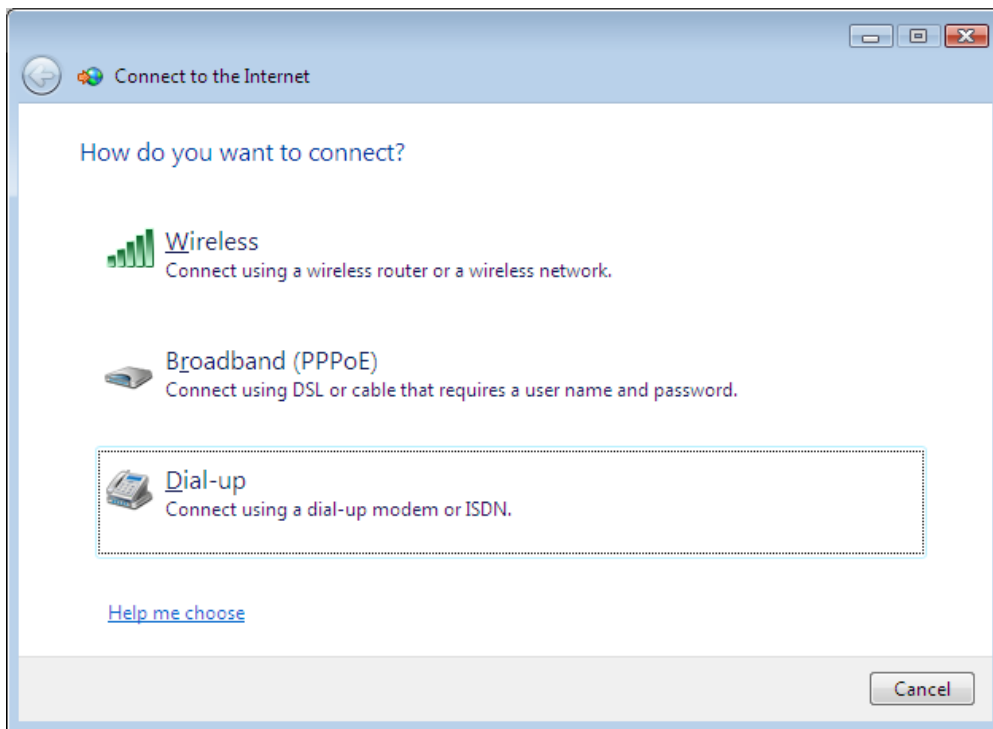 Connect to the Internet
How do you want to connect?
Wireless
Connect using a wireless router or a wireless network.
Broadband (PPPoE)
Connect using DSL or cable that requires a user name and password.
Dial-up
Connect using a dial-up modem or ISDN.
Help me choose
Cancel